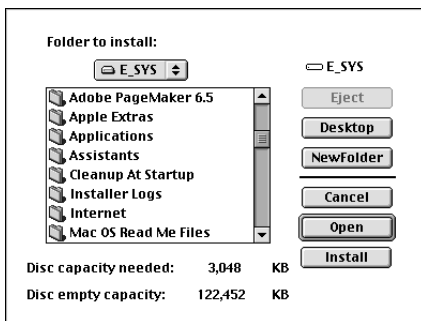 Folder to install:
E_SYS
E_SYS
Adobe PageMaker 6.5
Apple Extras
Applications
Assistants
Cleanup At Startup
Installer Logs
Internet
Mac OS Read Me Files
Eject
Desktop
NewFolder
Cancel
Open
Install
Disc capacity needed: 3,048 KB
Disc empty capacity: 122,452 KB